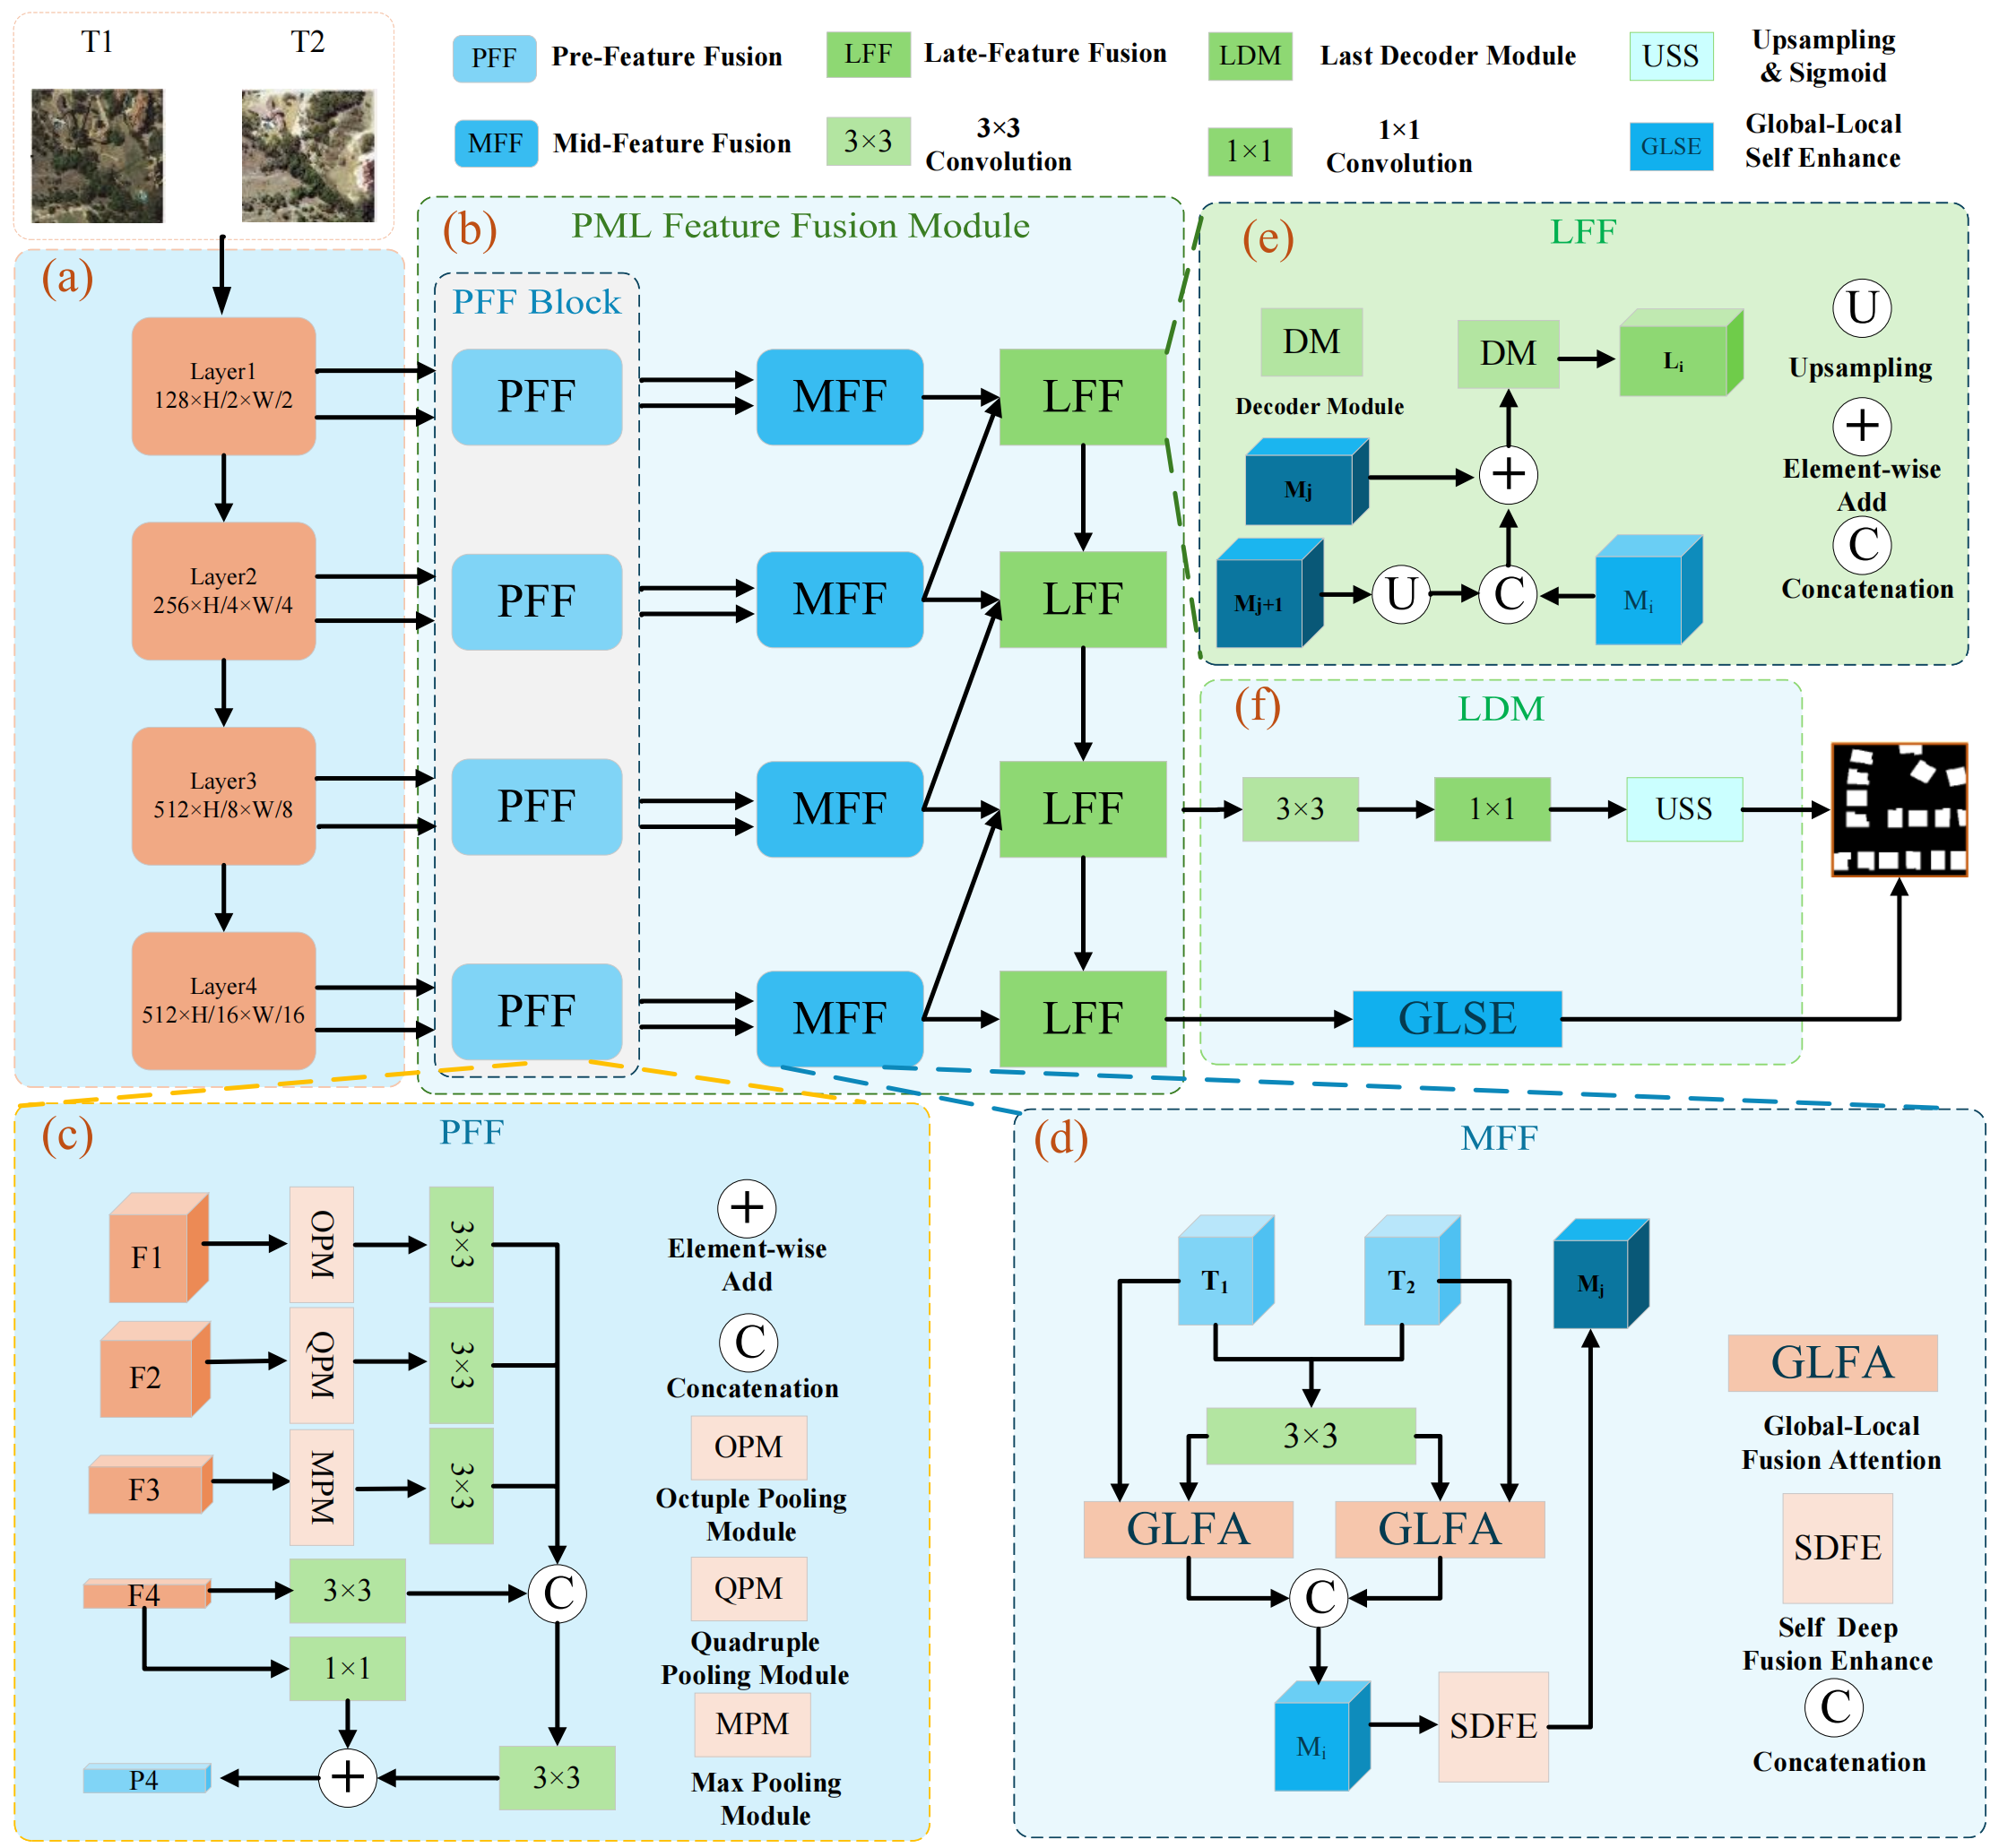 T1
T2
PFF
Pre-Feature Fusion
LFF
Late-Feature Fusion
LDM
Last Decoder Module
USS
Upsampling
& Sigmoid
MFF
Mid-Feature Fusion
3×3
3×3
Convolution
1×1
1×1
Convolution
GLSE
Global-Local
Self Enhance
(a)
Layer1
128×H/2×W/2
Layer2
256×H/4×W/4
Layer3
512×H/8×W/8
Layer4
512×H/16×W/16
(b)
PML Feature Fusion Module
PFF Block
PFF
MFF
LFF
PFF
MFF
LFF
PFF
MFF
LFF
PFF
MFF
LFF
(e)
LFF
DM
Decoder Module
DM
Li
U
Upsampling
+
Element-wise
Add
C
Concatenation
Mj
+
Mj+1
U
C
Mi
(f)
LDM
3×3
1×1
USS
GLSE
(c)
PFF
F1
OPM
3×3
F2
QPM
3×3
F3
MPM
3×3
F4
3×3
C
1×1
P4
+
3×3
+
Element-wise
Add
C
Concatenation
OPM
Octuple Pooling
Module
QPM
Quadruple
Pooling Module
MPM
Max Pooling
Module
(d)
MFF
T1
T2
Mj
3×3
GLFA
GLFA
C
Mi
SDFE
GLFA
Global-Local
Fusion Attention
SDFE
Self Deep
Fusion Enhance
C
Concatenation